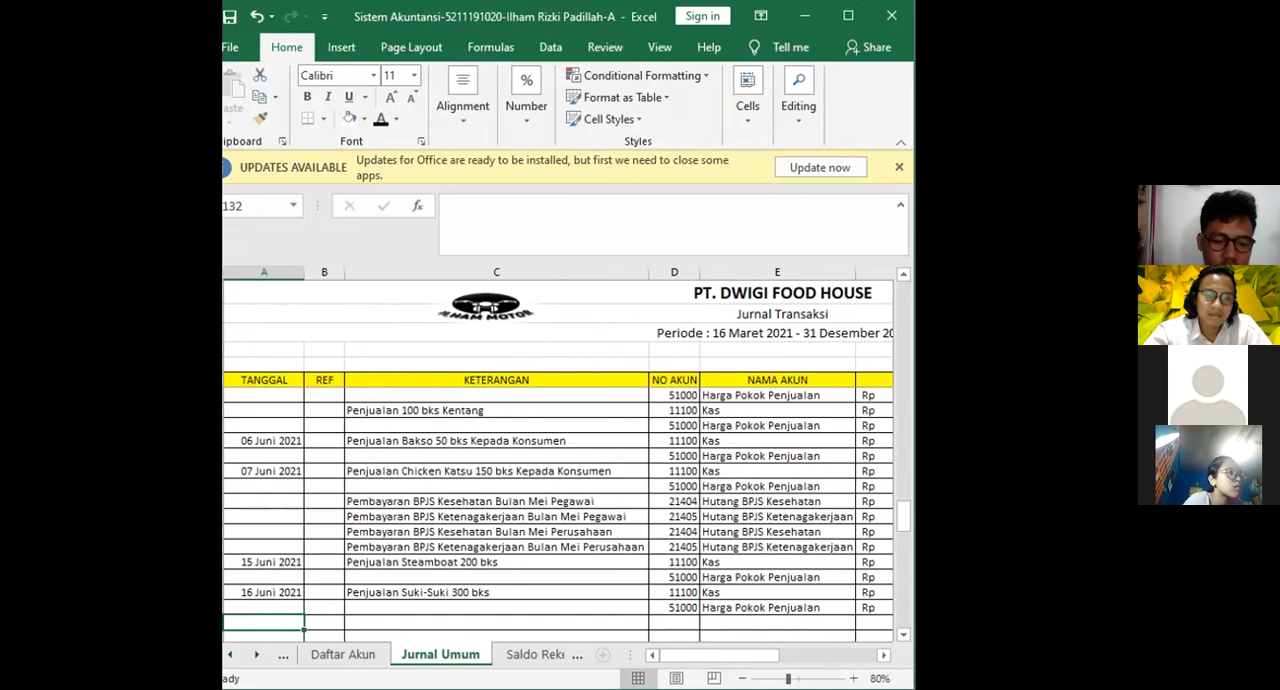 Sistem Akuntansi-5211191020-Ilham Rizki Padillah-A - Excel Sign in
File Home Insert Page Layout Formulas Data Review View Help Tell me Share
Calibri 11
B I U
Alignment
Number
Conditional Formatting
Format as Table
Cell Styles
Cells
Editing
Font
Styles
UPDATES AVAILABLE Updates for Office are ready to be installed, but first we need to close some apps. Update now
132 fx
A B C D E
ILHAM MOTOR
PT. DWIGI FOOD HOUSE
Jurnal Transaksi
Periode : 16 Maret 2021 - 31 Desember 20
TANGGAL REF KETERANGAN NO AKUN NAMA AKUN
51000 Harga Pokok Penjualan Rp
Penjualan 100 bks Kentang 11100 Kas Rp
51000 Harga Pokok Penjualan Rp
06 Juni 2021 Penjualan Bakso 50 bks Kepada Konsumen 11100 Kas Rp
51000 Harga Pokok Penjualan Rp
07 Juni 2021 Penjualan Chicken Katsu 150 bks Kepada Konsumen 11100 Kas Rp
51000 Harga Pokok Penjualan Rp
Pembayaran BPJS Kesehatan Bulan Mei Pegawai 21404 Hutang BPJS Kesehatan Rp
Pembayaran BPJS Ketenagakerjaan Bulan Mei Pegawai 21405 Hutang BPJS Ketenagakerjaan Rp
Pembayaran BPJS Kesehatan Bulan Mei Perusahaan 21404 Hutang BPJS Kesehatan Rp
Pembayaran BPJS Ketenagakerjaan Bulan Mei Perusahaan 21405 Hutang BPJS Ketenagakerjaan Rp
15 Juni 2021 Penjualan Steamboat 200 bks 11100 Kas Rp
51000 Harga Pokok Penjualan Rp
16 Juni 2021 Penjualan Suki-Suki 300 bks 11100 Kas Rp
51000 Harga Pokok Penjualan Rp
... Daftar Akun Jurnal Umum Saldo Reke ...
80%